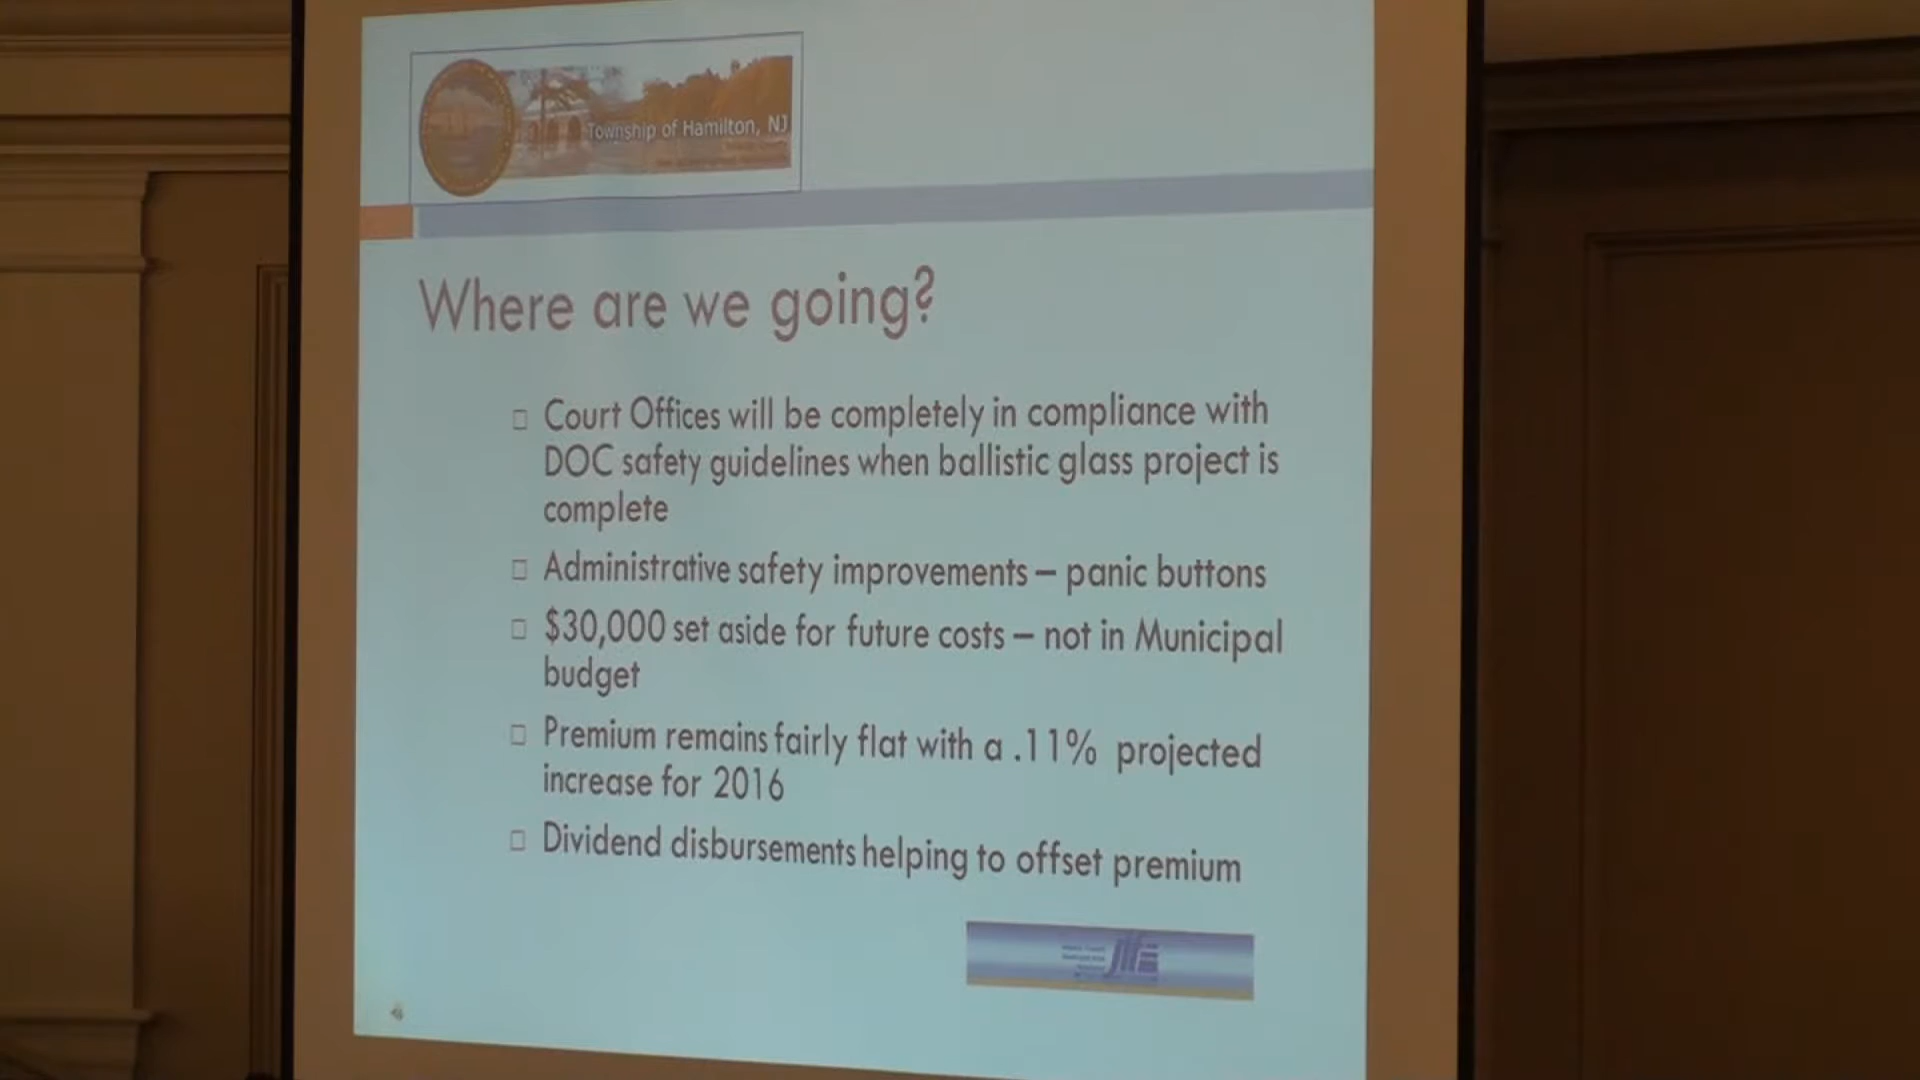 Township of Hamilton, NJ
Where are we going?
□ Court Offices will be completely in compliance with
DOC safety guidelines when ballistic glass project is
complete
□ Administrative safety improvements – panic buttons
□ $30,000 set aside for future costs – not in Municipal
budget
□ Premium remains fairly flat with a .11% projected
increase for 2016
□ Dividend disbursements helping to offset premium